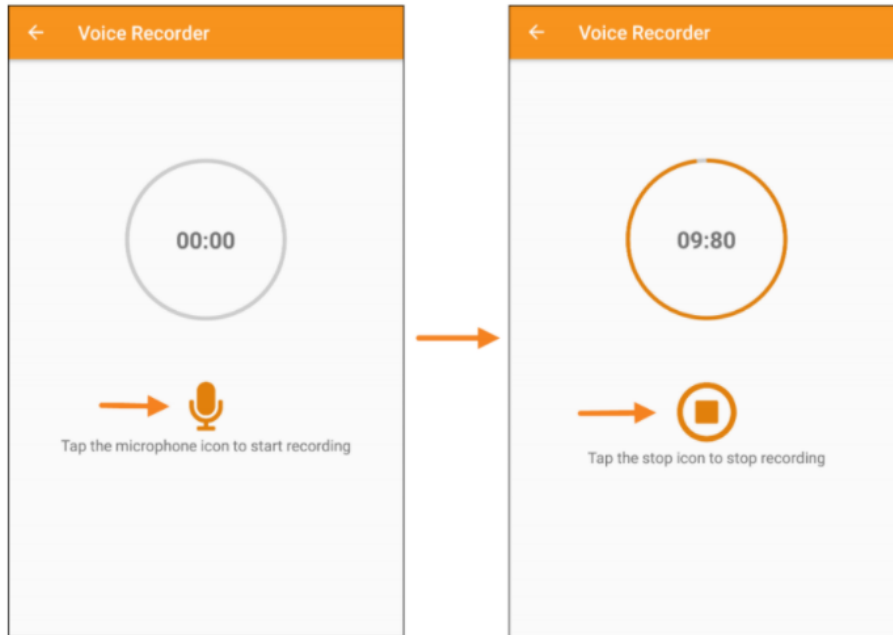 Voice Recorder
00:00
Tap the microphone icon to start recording
Voice Recorder
09:80
Tap the stop icon to stop recording